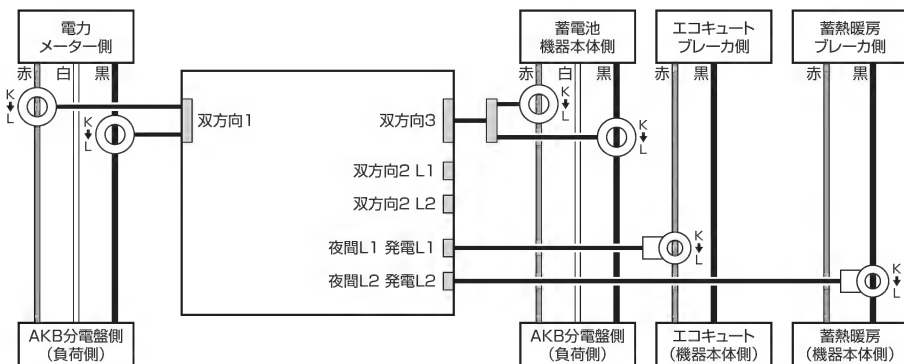 電力
メーター側
赤 白 黒
K
L
K
L
双方向1
双方向3
双方向2 L1
双方向2 L2
夜間L1 発電L1
夜間L2 発電L2
AKB分電盤側
(負荷側)
蓄電池
機器本体側
赤 白 黒
K
L
K
L
AKB分電盤側
(負荷側)
エコキュート
ブレーカ側
赤 黒
K
L
エコキュート
(機器本体側)
蓄熱暖房
ブレーカ側
赤 黒
K
L
蓄熱暖房
(機器本体側)